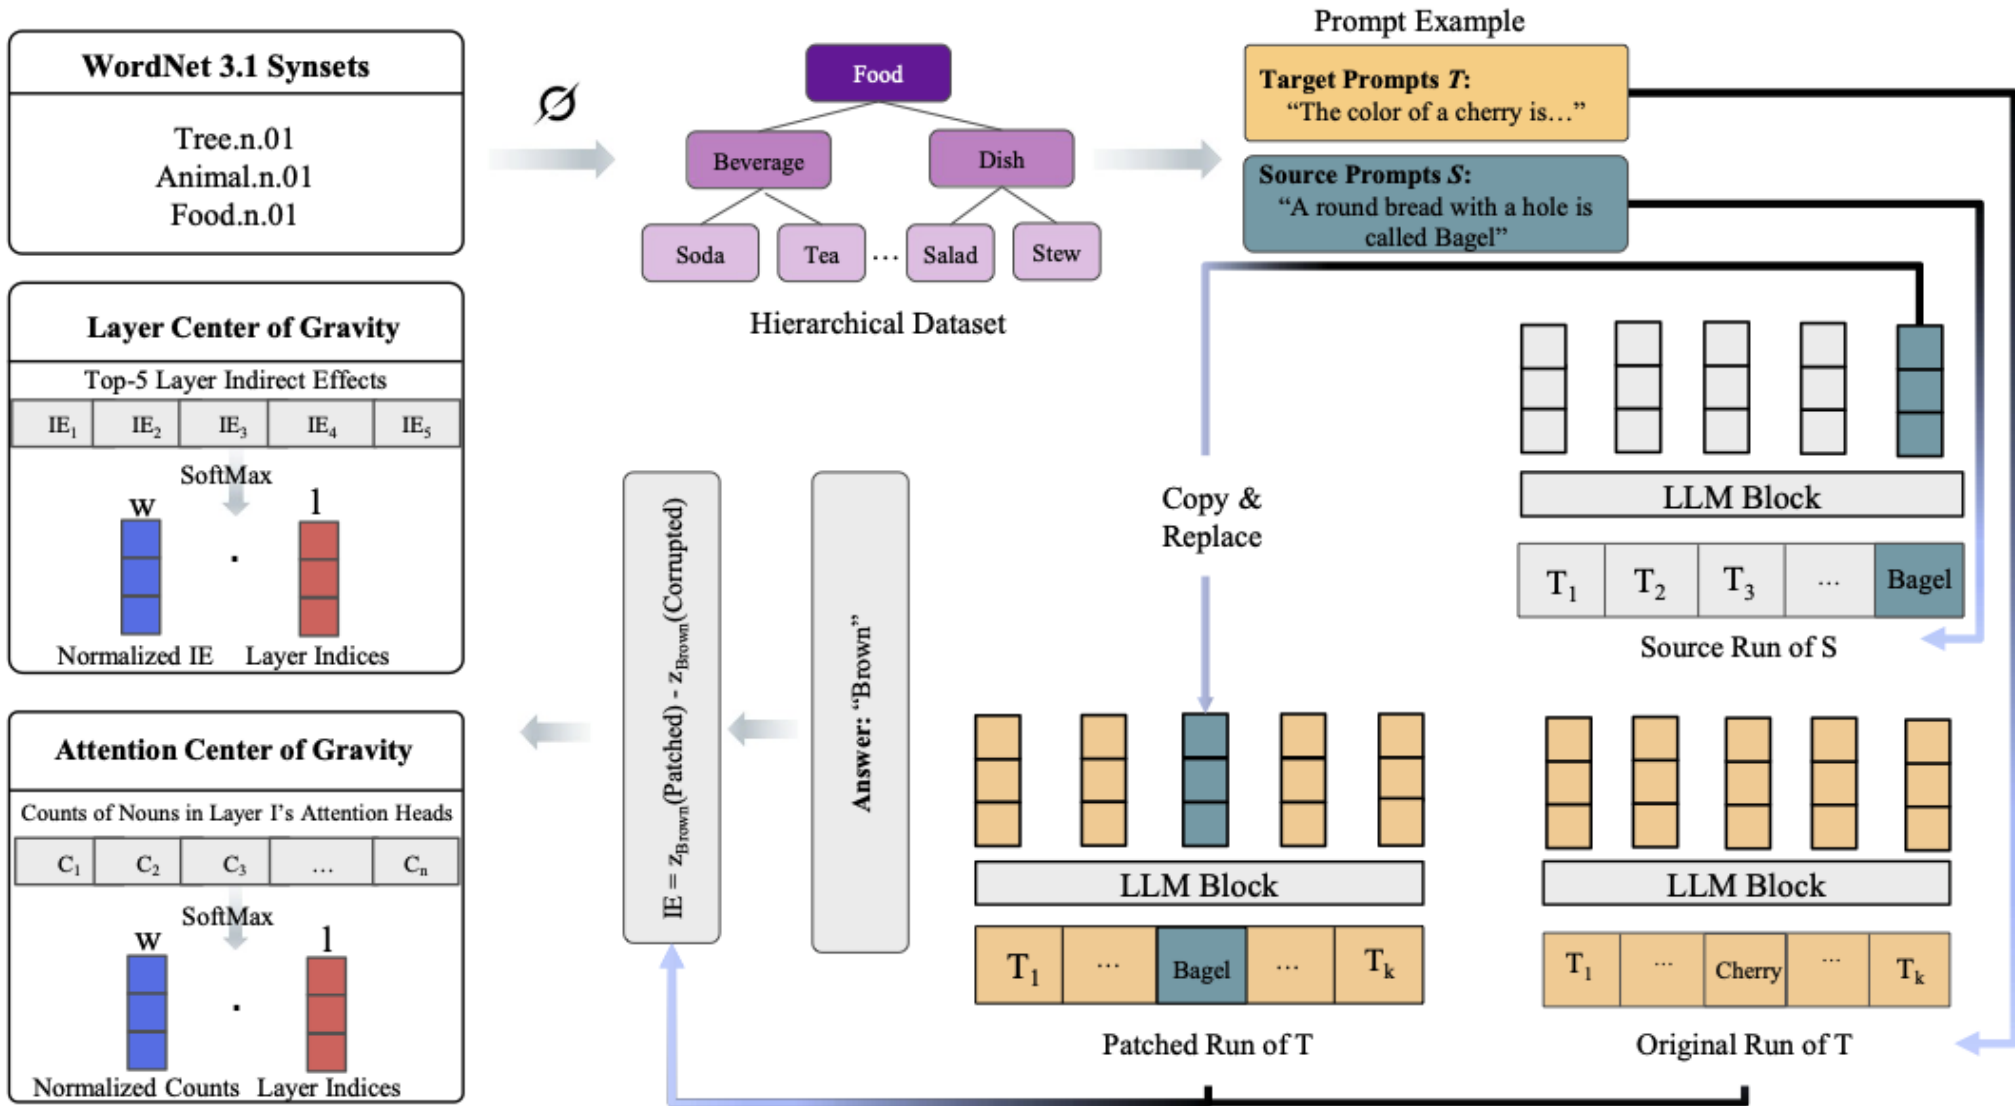 WordNet 3.1 Synsets
Tree.n.01
Animal.n.01
Food.n.01
Layer Center of Gravity
Top-5 Layer Indirect Effects
IE1 IE2 IE3 IE4 IE5
SoftMax
w l
·
Normalized IE Layer Indices
Attention Center of Gravity
Counts of Nouns in Layer I's Attention Heads
C1 C2 C3 ... Cn
SoftMax
w l
·
Normalized Counts Layer Indices
Food
Beverage Dish
Soda Tea ... Salad Stew
Hierarchical Dataset
Prompt Example
Target Prompts T:
“The color of a cherry is…”
Source Prompts S:
“A round bread with a hole is
called Bagel”
LLM Block
T1 T2 T3 ... Bagel
Source Run of S
Copy &
Replace
IE = zBrown(Patched) - zBrown(Corrupted)
Answer: “Brown”
LLM Block
T1 ... Bagel ... Tk
Patched Run of T
LLM Block
T1 ... Cherry ... Tk
Original Run of T